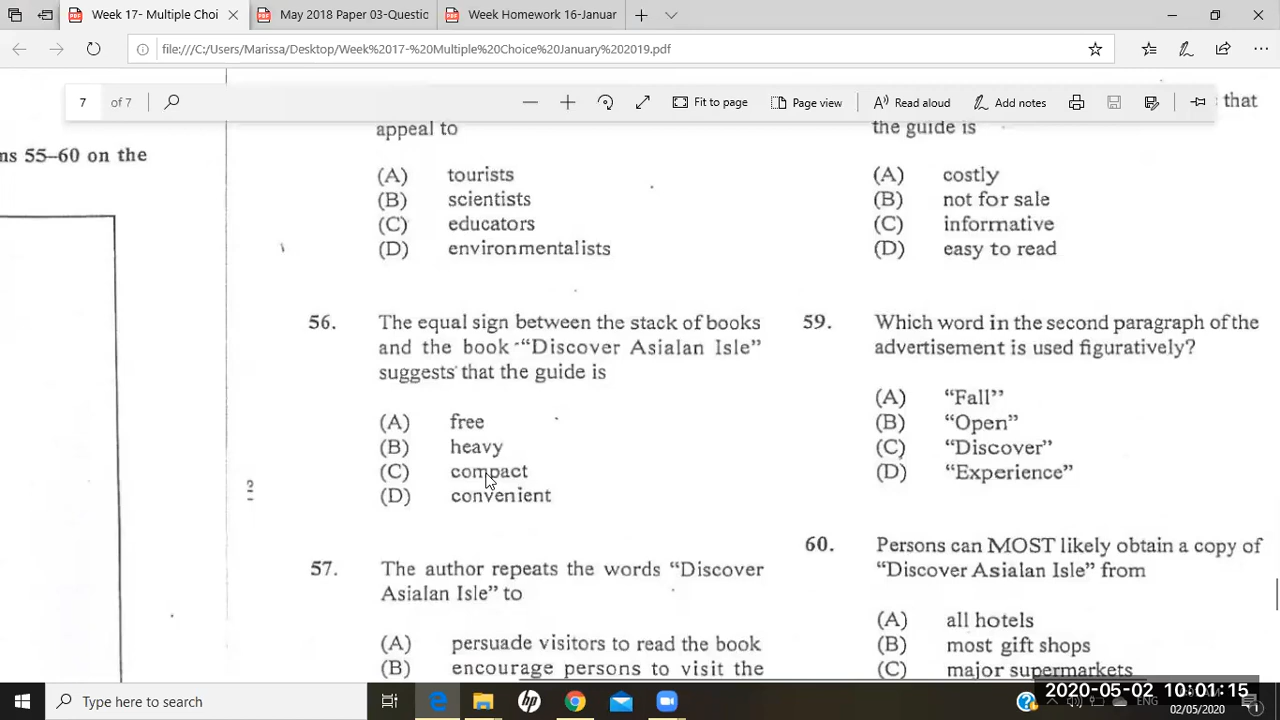 Week 17- Multiple Choi
May 2018 Paper 03-Questic
Week Homework 16-Januar
file:///C:/Users/Marissa/Desktop/Week%2017-%20Multiple%20Choice%20January%202019.pdf
7 of 7
Fit to page
Page view
Read aloud
Add notes
ms 55–60 on the
appeal to
(A) tourists
(B) scientists
(C) educators
(D) environmentalists
56. The equal sign between the stack of books
and the book "Discover Asialan Isle"
suggests that the guide is
(A) free
(B) heavy
(C) compact
(D) convenient
57. The author repeats the words "Discover
Asialan Isle" to
(A) persuade visitors to read the book
(B) encourage persons to visit the
that
the guide is
(A) costly
(B) not for sale
(C) informative
(D) easy to read
59. Which word in the second paragraph of the
advertisement is used figuratively?
(A) "Fall"
(B) "Open"
(C) "Discover"
(D) "Experience"
60. Persons can MOST likely obtain a copy of
"Discover Asialan Isle" from
(A) all hotels
(B) most gift shops
(C) major supermarkets
Type here to search
hp
2020-05-02 10:01:15
ENG
02/05/2020